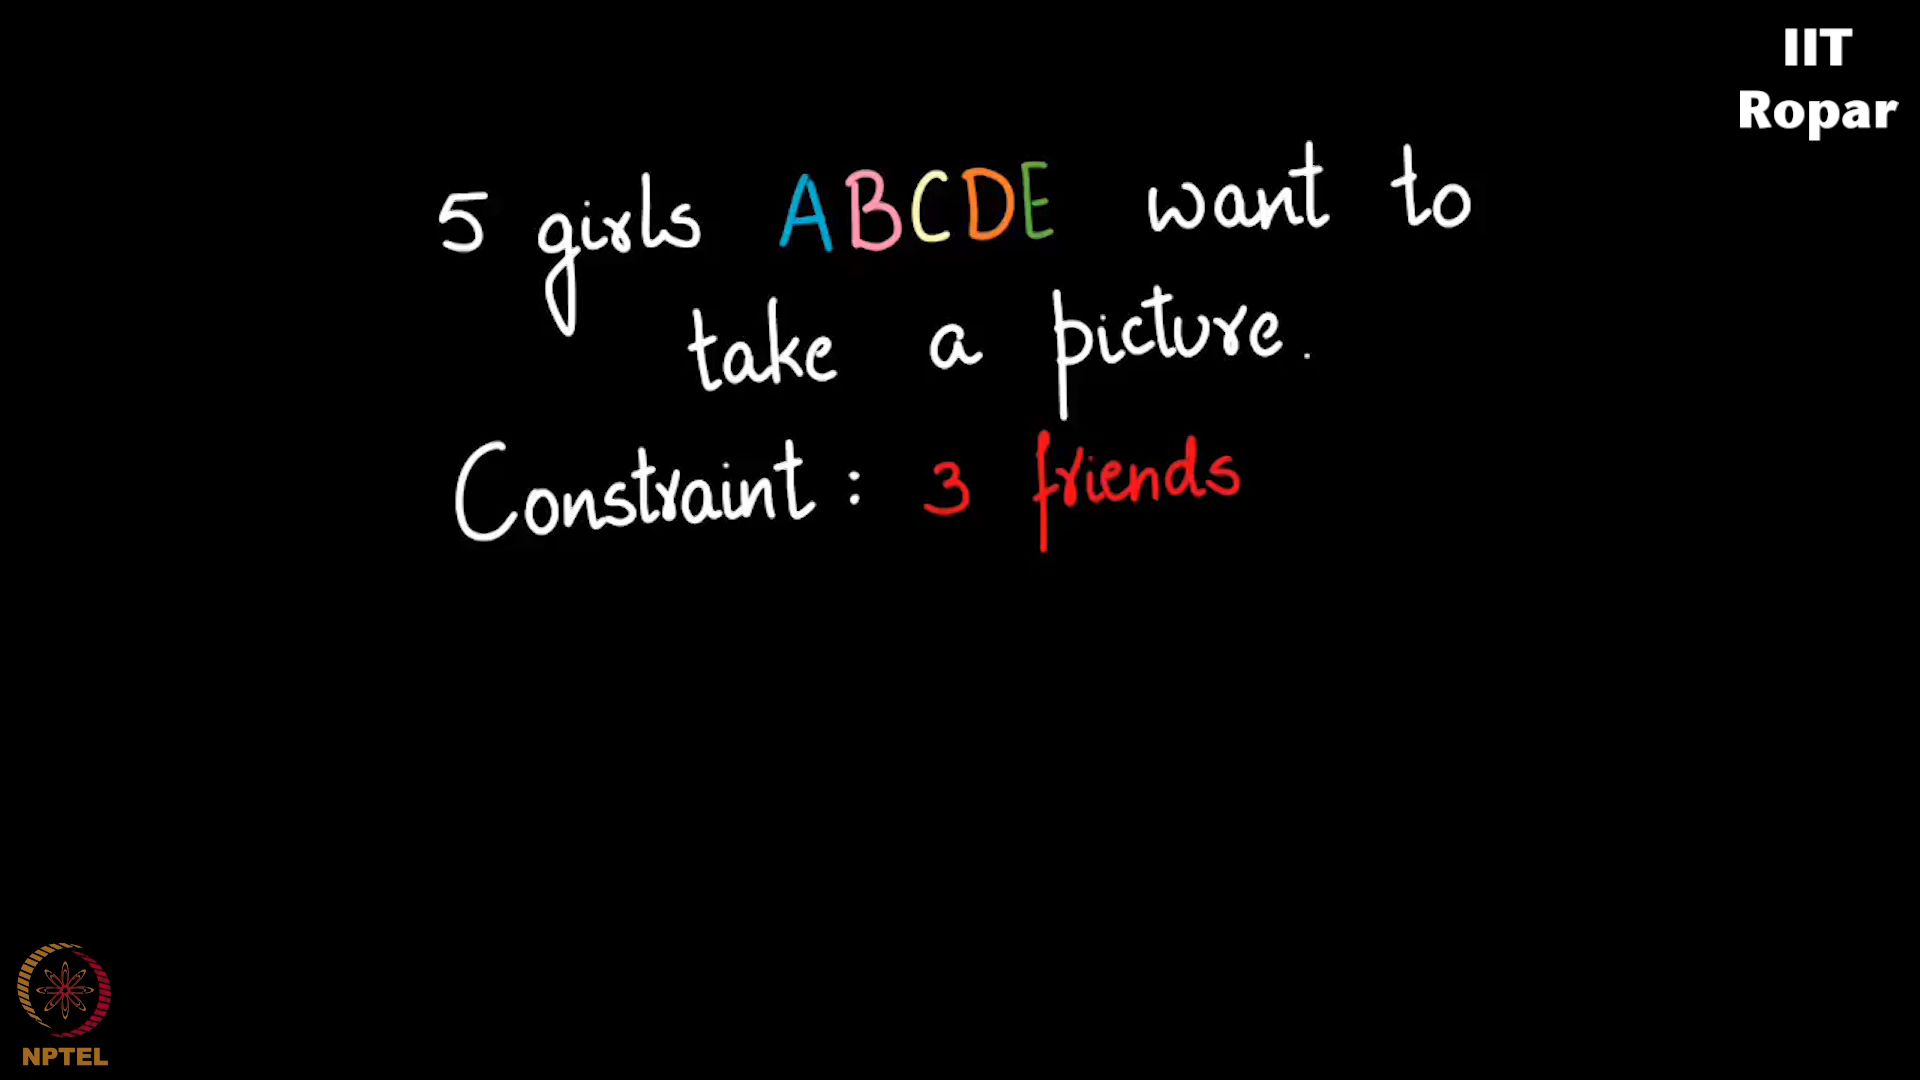 IIT
Ropar
5 girls ABCDE want to
take a picture.
Constraint: 3 friends
NPTEL